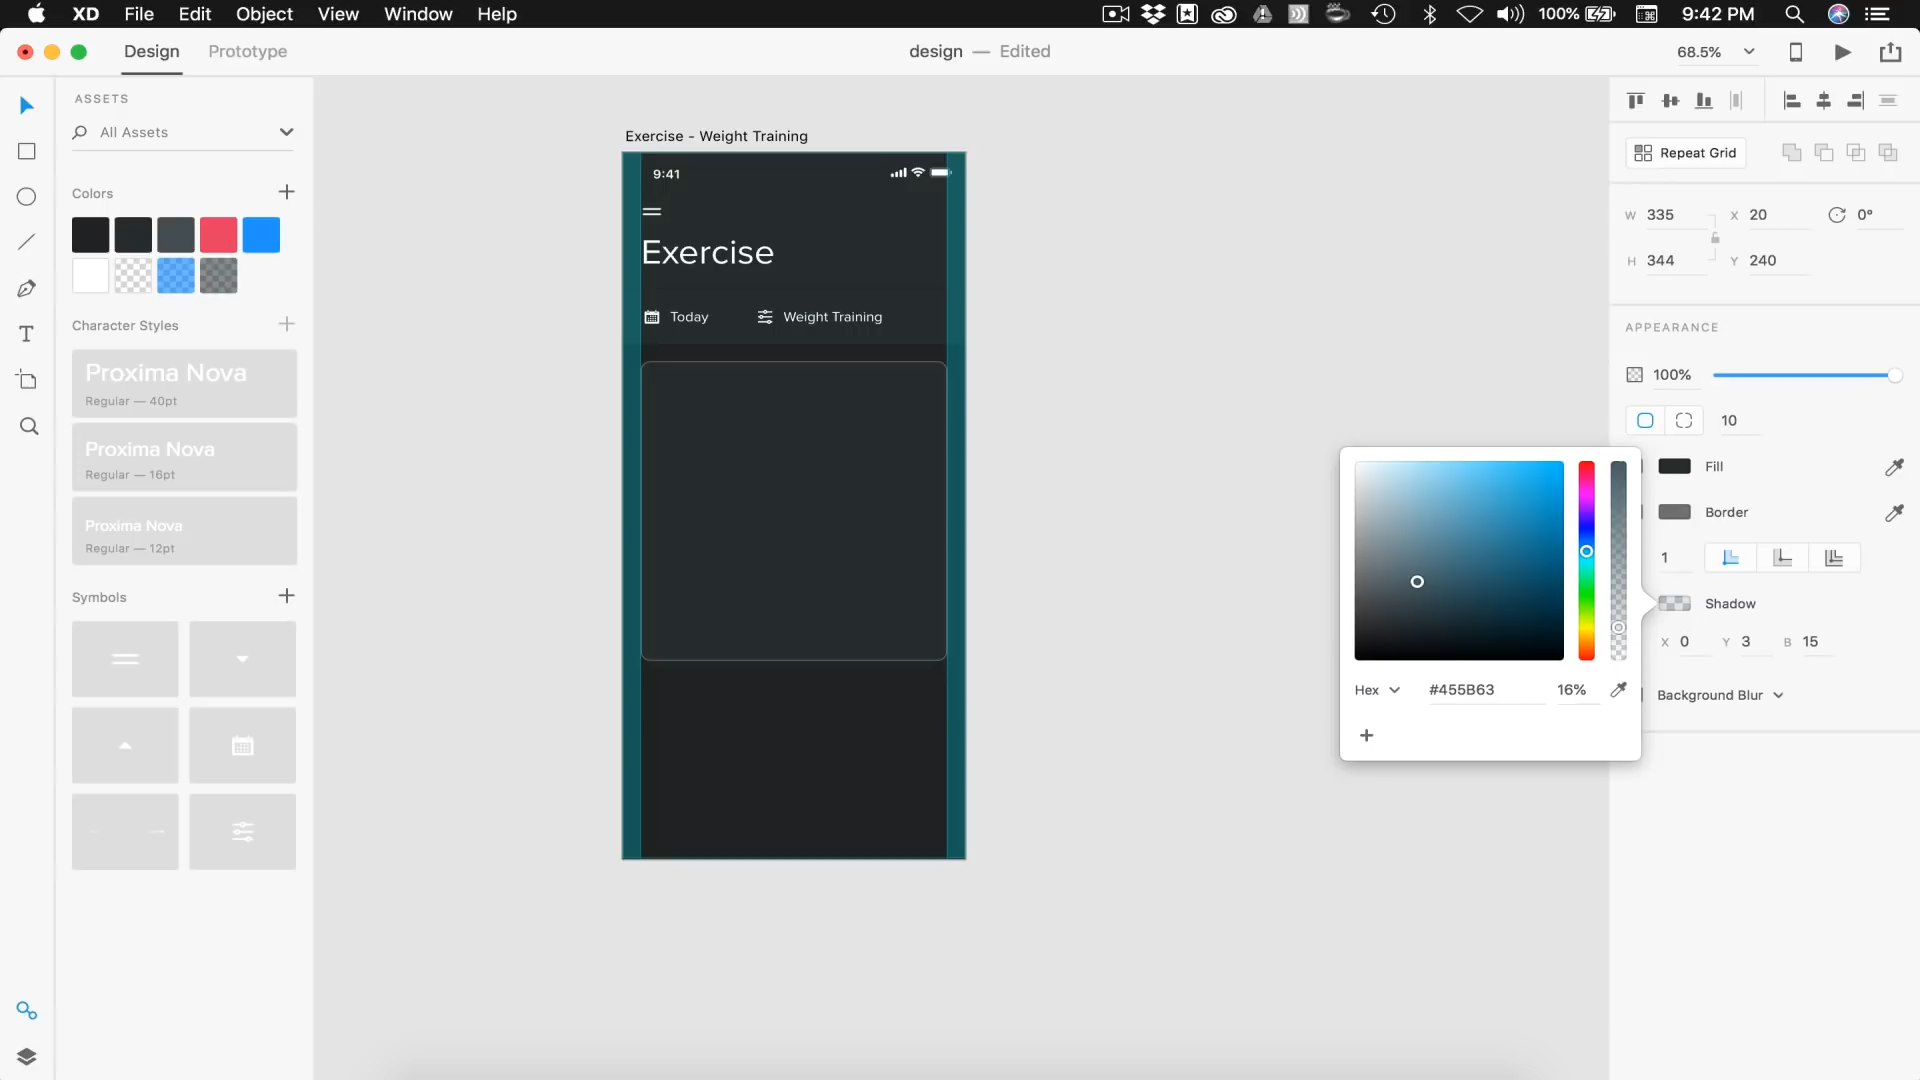 XD File Edit Object View Window Help 100% 9:42 PM
Design Prototype design — Edited 68.5%
ASSETS
All Assets
Colors
Character Styles
Proxima Nova
Regular — 40pt
Proxima Nova
Regular — 16pt
Proxima Nova
Regular — 12pt
Symbols
Exercise - Weight Training
9:41
Exercise
Today Weight Training
Repeat Grid
W 335 X 20 0°
H 344 Y 240
APPEARANCE
100%
10
Fill
Border
1
Shadow
X 0 Y 3 B 15
Background Blur
Hex #455B63 16%